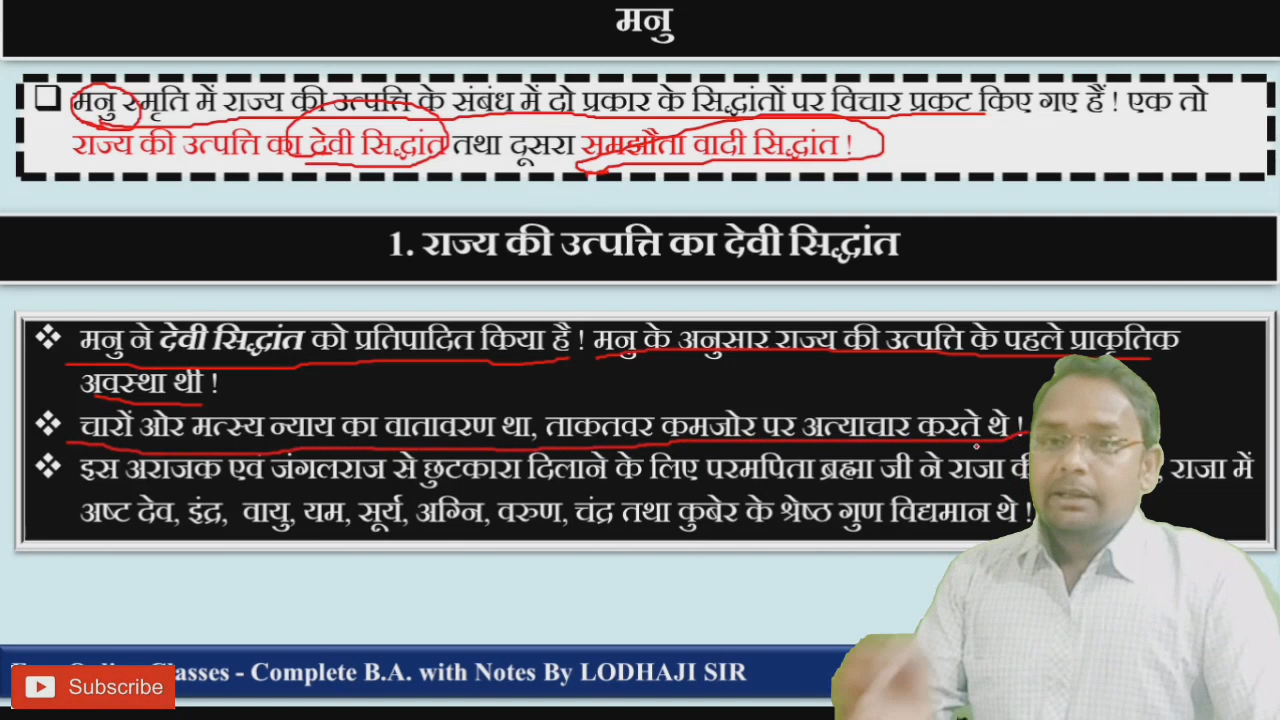 मनु
मनु स्मृति में राज्य की उत्पत्ति के संबंध में दो प्रकार के सिद्धांतों पर विचार प्रकट किए गए हैं ! एक तो
राज्य की उत्पत्ति का देवी सिद्धांत तथा दूसरा समझौता वादी सिद्धांत !
1. राज्य की उत्पत्ति का देवी सिद्धांत
मनु ने देवी सिद्धांत को प्रतिपादित किया है ! मनु के अनुसार राज्य की उत्पत्ति के पहले प्राकृतिक
अवस्था थी !
चारों ओर मत्स्य न्याय का वातावरण था, ताकतवर कमजोर पर अत्याचार करते थे !
इस अराजक एवं जंगलराज से छुटकारा दिलाने के लिए परमपिता ब्रह्मा जी ने राजा , राजा में
अष्ट देव, इंद्र, वायु, यम, सूर्य, अग्नि, वरुण, चंद्र तथा कुबेर के श्रेष्ठ गुण विद्यमान थे !
- Complete B.A. with Notes By LODHAJI SIR
Subscribe